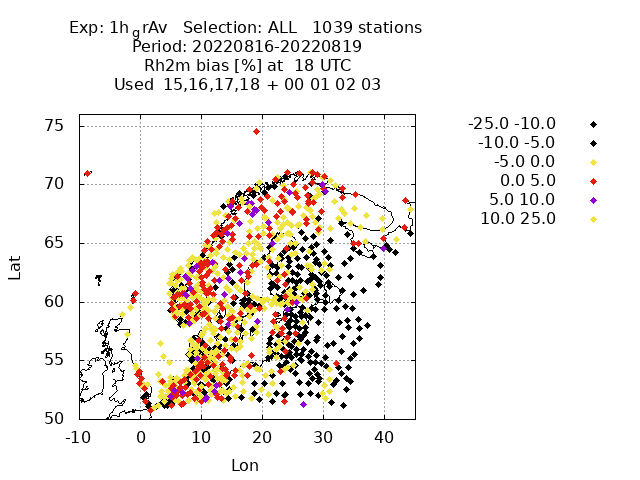 Exp: 1h grAv   Selection: ALL   1039 stations
Period: 20220816-20220819
Rh2m bias [%] at  18 UTC
Used  15,16,17,18 + 00 01 02 03
-25.0 -10.0
-10.0 -5.0
-5.0 0.0
0.0 5.0
5.0 10.0
10.0 25.0
75
70
65
60
55
50
Lat
-10 0 10 20 30 40
Lon